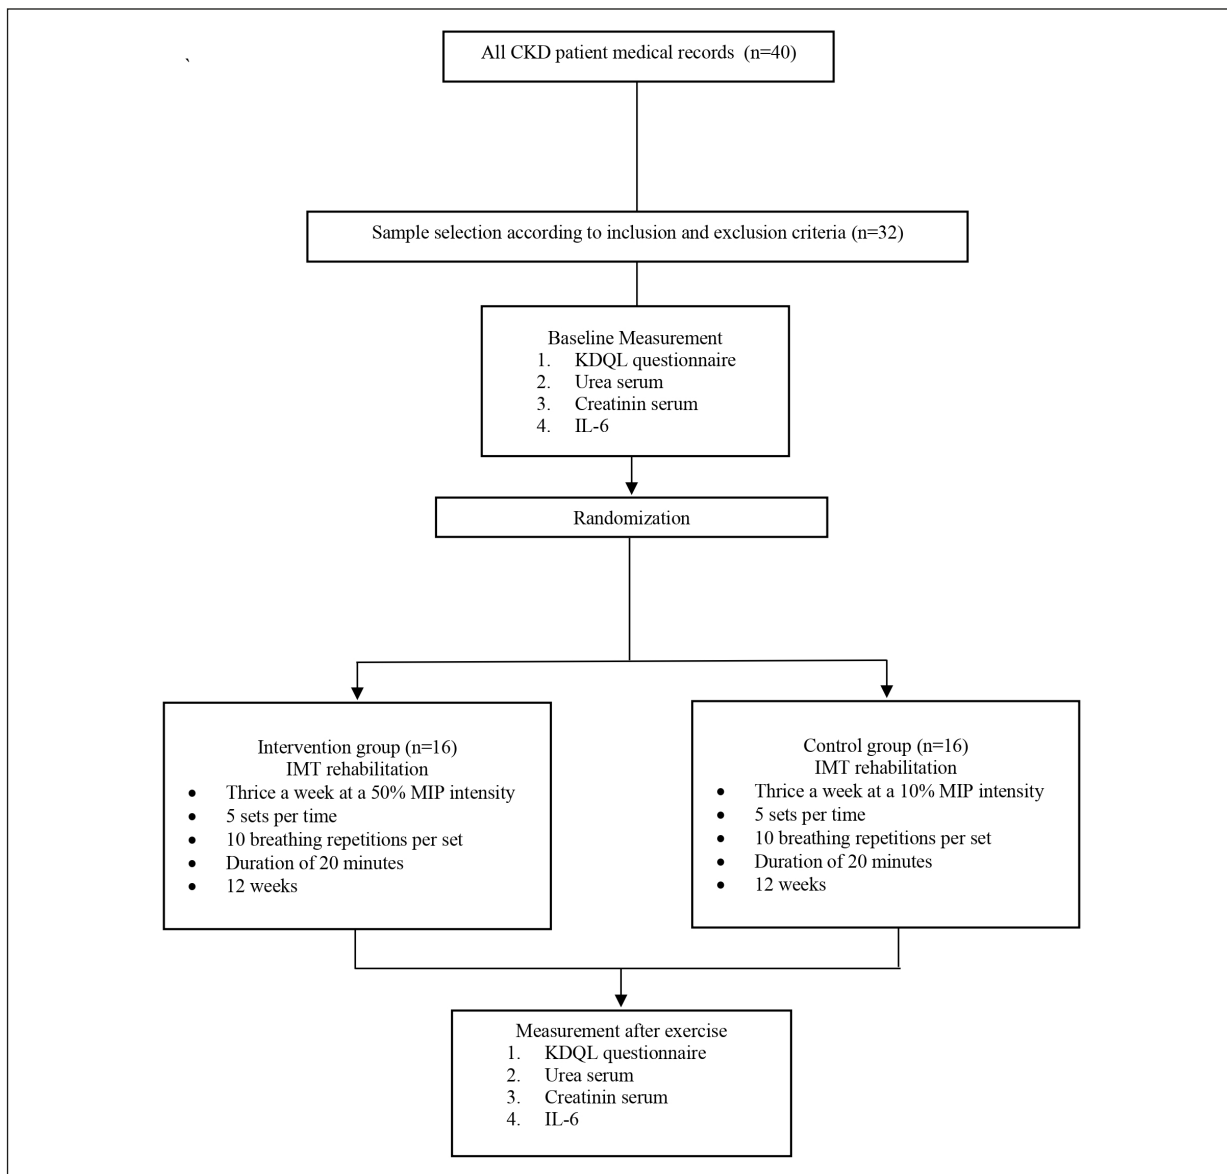 `
All CKD patient medical records (n=40)
Sample selection according to inclusion and exclusion criteria (n=32)
Baseline Measurement
1. KDQL questionnaire
2. Urea serum
3. Creatinin serum
4. IL-6
Randomization
Intervention group (n=16)
IMT rehabilitation
• Thrice a week at a 50% MIP intensity
• 5 sets per time
• 10 breathing repetitions per set
• Duration of 20 minutes
• 12 weeks
Control group (n=16)
IMT rehabilitation
• Thrice a week at a 10% MIP intensity
• 5 sets per time
• 10 breathing repetitions per set
• Duration of 20 minutes
• 12 weeks
Measurement after exercise
1. KDQL questionnaire
2. Urea serum
3. Creatinin serum
4. IL-6